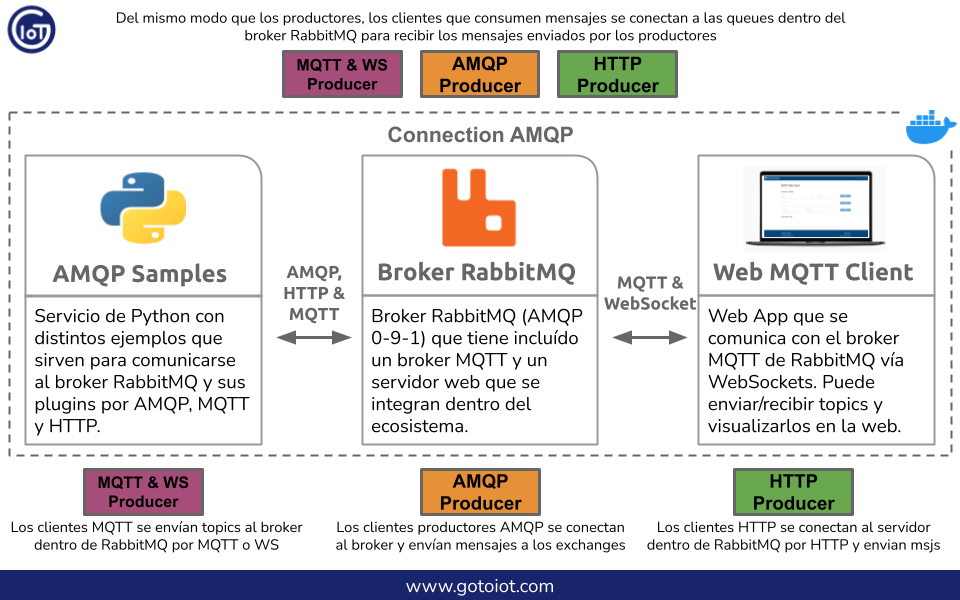 GIoT
Del mismo modo que los productores, los clientes que consumen mensajes se conectan a las queues dentro del
broker RabbitMQ para recibir los mensajes enviados por los productores
MQTT & WS
Producer
AMQP
Producer
HTTP
Producer
Connection AMQP
AMQP Samples
Servicio de Python con
distintos ejemplos que
sirven para comunicarse
al broker RabbitMQ y sus
plugins por AMQP, MQTT
y HTTP.
AMQP,
HTTP &
MQTT
Broker RabbitMQ
Broker RabbitMQ (AMQP
0-9-1) que tiene incluído
un broker MQTT y un
servidor web que se
integran dentro del
ecosistema.
MQTT &
WebSocket
Web MQTT Client
Web App que se
comunica con el broker
MQTT de RabbitMQ vía
WebSockets. Puede
enviar/recibir topics y
visualizarlos en la web.
MQTT & WS
Producer
Los clientes MQTT se envían topics al broker
dentro de RabbitMQ por MQTT o WS
AMQP
Producer
Los clientes productores AMQP se conectan
al broker y envían mensajes a los exchanges
HTTP
Producer
Los clientes HTTP se conectan al servidor
dentro de RabbitMQ por HTTP y envian msjs
www.gotoiot.com